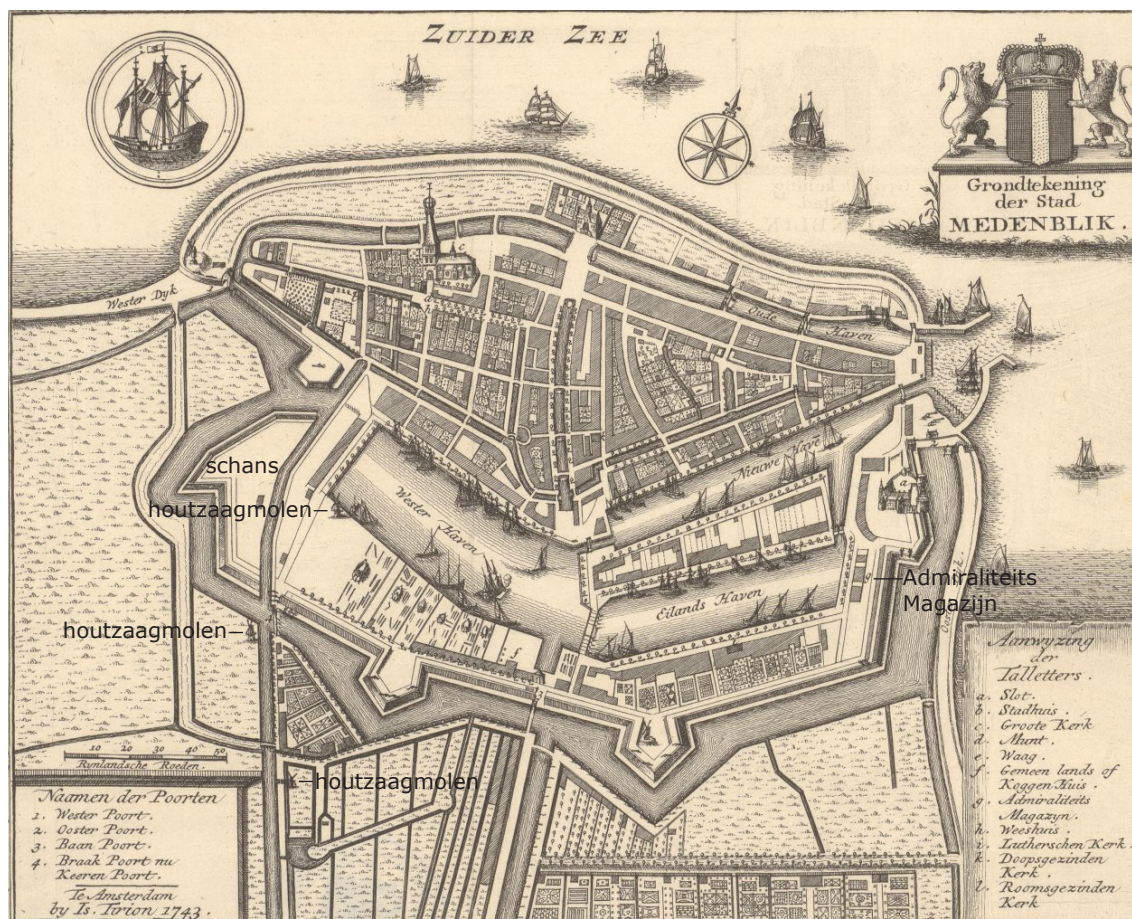 ZUIDER ZEE
Grondtekening
der Stad
MEDENBLIK.
Wester Dyk
Oude Haven
schans
houtzaagmolen
Wester Haven
Nieuwe Have
a
Eilands Haven
Admiraliteits
Magazijn
houtzaagmolen
f
houtzaagmolen
10 20 30 40 50
Rynlandsche Roeden.
Naamen der Poorten
1. Wester Poort.
2. Ooster Poort.
3. Baan Poort.
4. Braak Poort nu
Keeren Poort.
Te Amsterdam
by Is. Tirion 1743.
Aanwyzing
der
Talletters.
a. Slot.
b. Stadhuis.
c. Groote Kerk
d. Munt.
e. Waag.
f. Gemeen lands of
Koggen Huis.
g. Admiraliteits
Magazyn.
h. Weeshuis.
i. Lutherschen Kerk.
k. Doopsgezinden
Kerk.
l. Roomsgezinden
Kerk